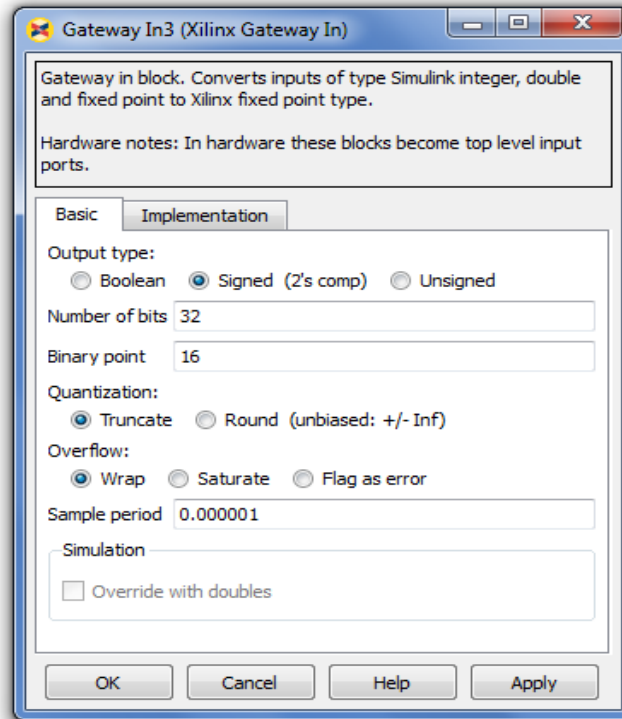 Gateway In3 (Xilinx Gateway In)
Gateway in block. Converts inputs of type Simulink integer, double
and fixed point to Xilinx fixed point type.
Hardware notes: In hardware these blocks become top level input
ports.
Basic Implementation
Output type:
Boolean Signed (2's comp) Unsigned
Number of bits 32
Binary point 16
Quantization:
Truncate Round (unbiased: +/- Inf)
Overflow:
Wrap Saturate Flag as error
Sample period 0.000001
Simulation
Override with doubles
OK Cancel Help Apply